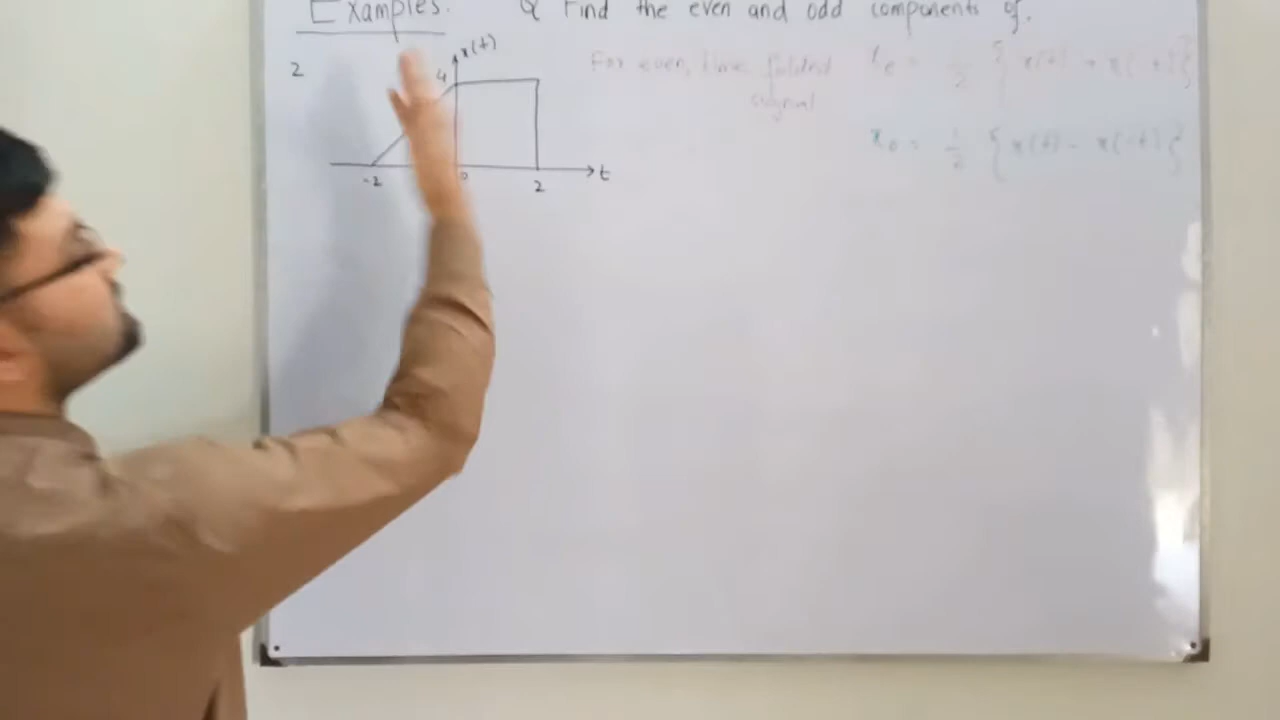 Examples. Q Find the even and odd components of.
2
x(t)
4
-2 0 2 t
For even, time folded
signal
xe = 1/2 { x(t) + x(-t)}
xo = 1/2 { x(t) - x(-t)}